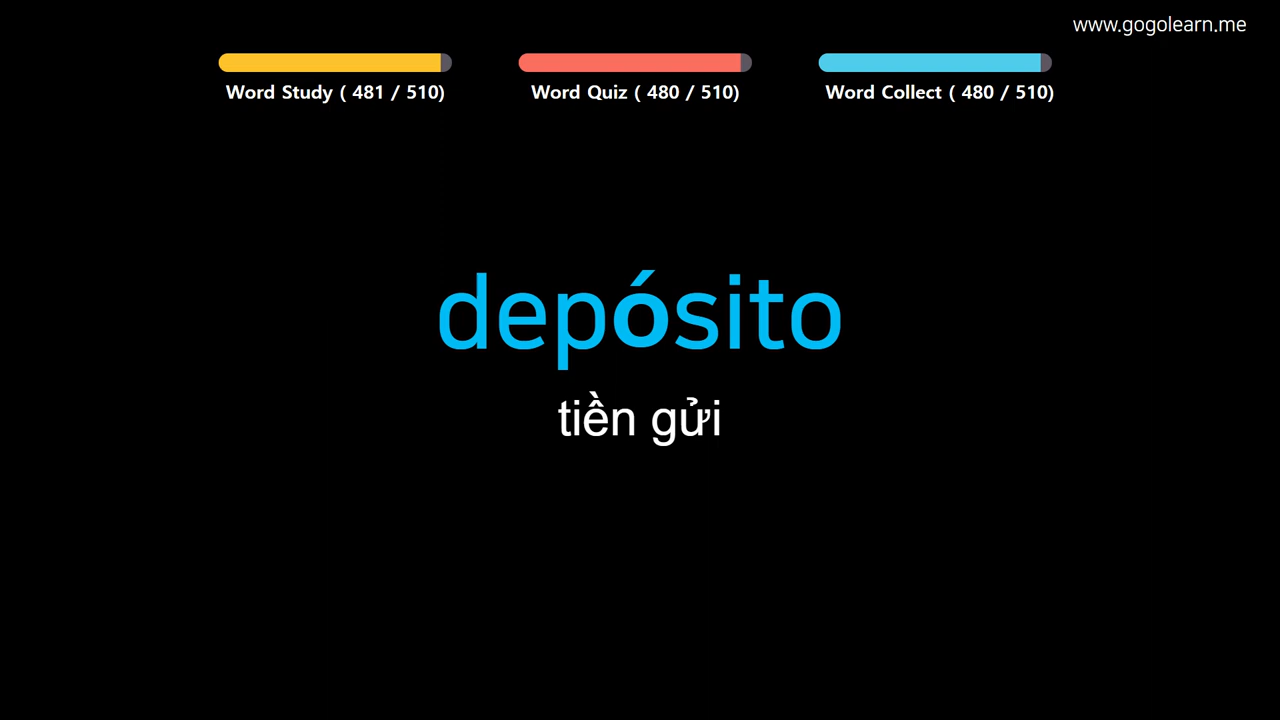 www.gogolearn.me
Word Study ( 481 / 510)
Word Quiz ( 480 / 510)
Word Collect ( 480 / 510)
depósito
tiền gửi